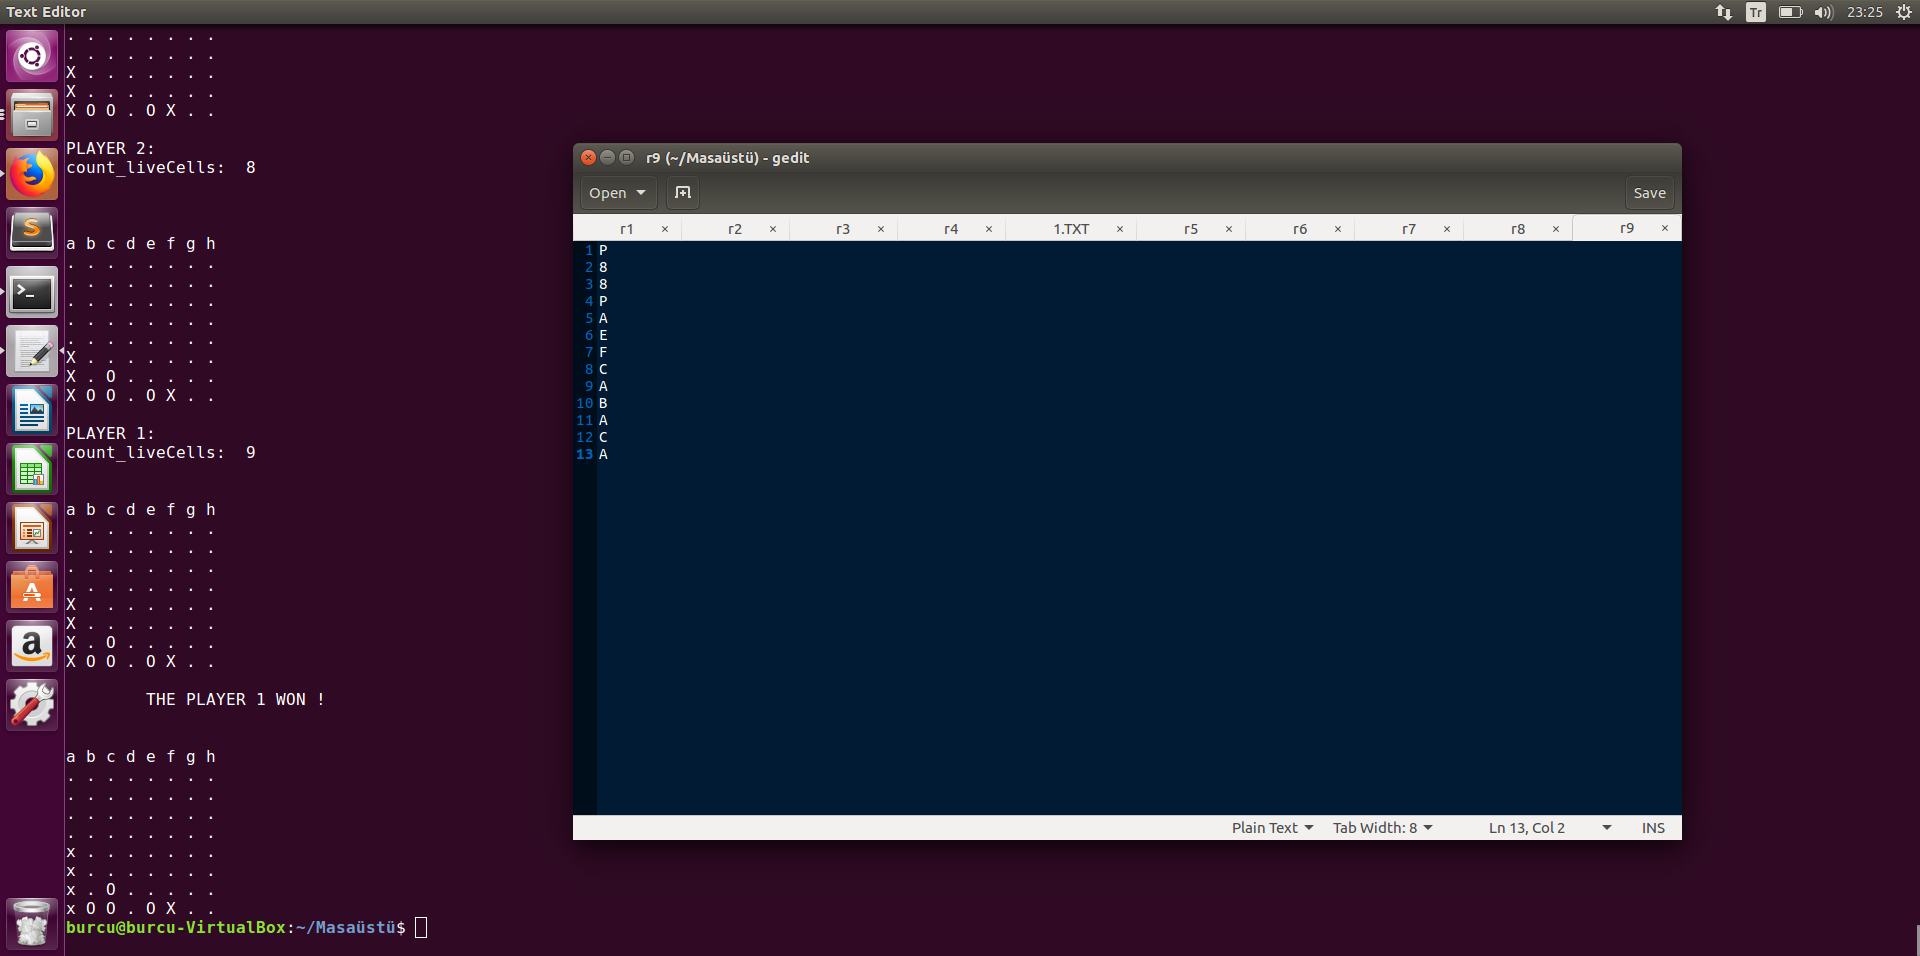 Text Editor
Tr
23:25
. . . . . . . .
. . . . . . . .
X . . . . . . .
X . . . . . . .
X O O . O X . .
PLAYER 2:
count_liveCells:  8
a b c d e f g h
. . . . . . . .
. . . . . . . .
. . . . . . . .
. . . . . . . .
. . . . . . . .
X . . . . . . .
X . O . . . . .
X O O . O X . .
PLAYER 1:
count_liveCells:  9
a b c d e f g h
. . . . . . . .
. . . . . . . .
. . . . . . . .
. . . . . . . .
X . . . . . . .
X . . . . . . .
X . O . . . . .
X O O . O X . .
THE PLAYER 1 WON !
a b c d e f g h
. . . . . . . .
. . . . . . . .
. . . . . . . .
. . . . . . . .
x . . . . . . .
x . . . . . . .
x . O . . . . .
x O O . O X . .
burcu@burcu-VirtualBox:~/Masaüstü$
r9 (~/Masaüstü) - gedit
Open
Save
r1 × r2 × r3 × r4 × 1.TXT × r5 × r6 × r7 × r8 × r9 ×
1 P
2 8
3 8
4 P
5 A
6 E
7 F
8 C
9 A
10 B
11 A
12 C
13 A
Plain Text Tab Width: 8 Ln 13, Col 2 INS